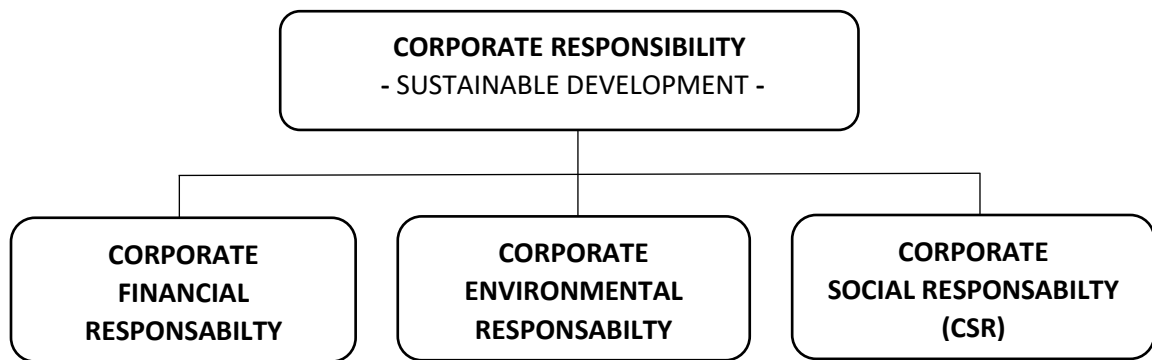 CORPORATE RESPONSIBILITY
- SUSTAINABLE DEVELOPMENT -
CORPORATE
FINANCIAL
RESPONSABILTY
CORPORATE
ENVIRONMENTAL
RESPONSABILTY
CORPORATE
SOCIAL RESPONSABILTY
(CSR)